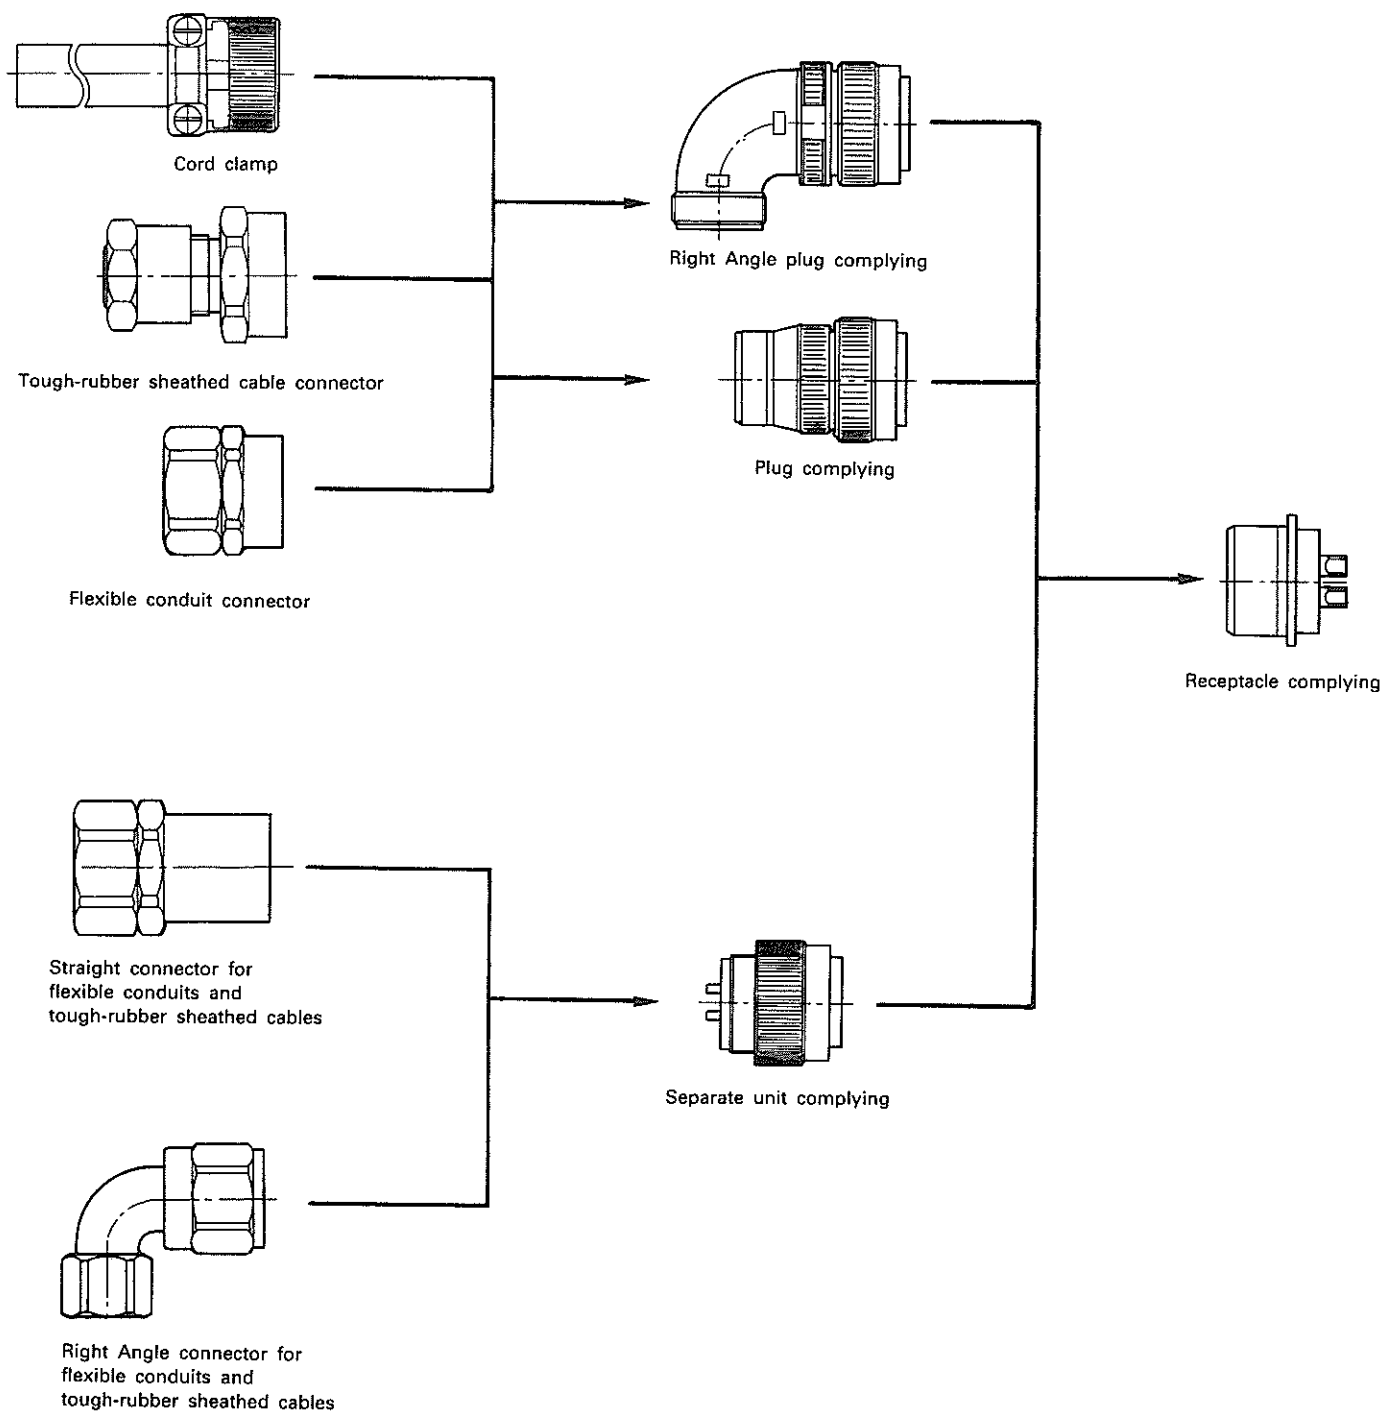 Cord clamp
Right Angle plug complying
Tough-rubber sheathed cable connector
Plug complying
Flexible conduit connector
Receptacle complying
Straight connector for
flexible conduits and
tough-rubber sheathed cables
Separate unit complying
Right Angle connector for
flexible conduits and
tough-rubber sheathed cables